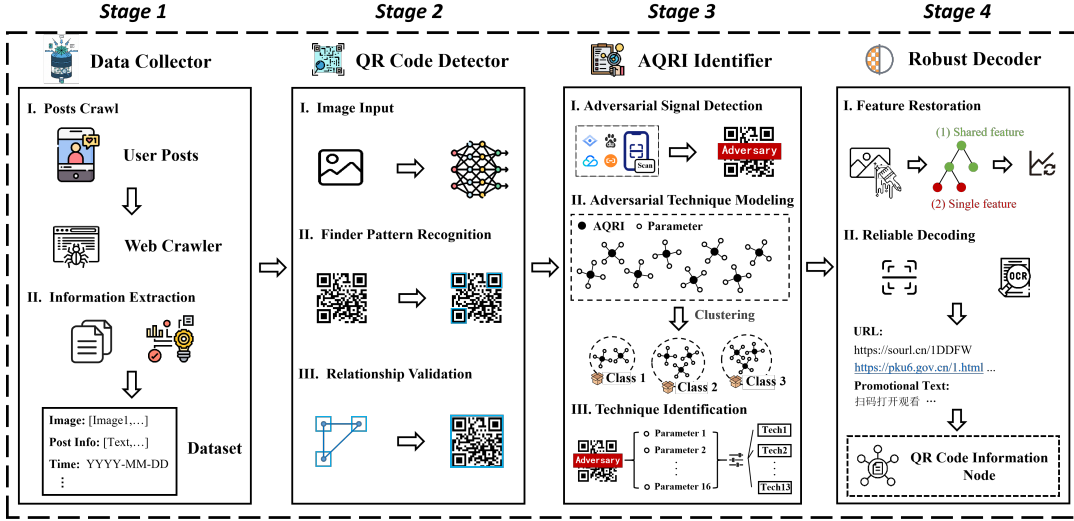 Stage 1
Stage 2
Stage 3
Stage 4
Data Collector
I. Posts Crawl
User Posts
Web Crawler
II. Information Extraction
Image: [Image1,…]
Post Info: [Text,…]
Time: YYYY-MM-DD
⋮
Dataset
QR Code Detector
I. Image Input
II. Finder Pattern Recognition
III. Relationship Validation
AQRI Identifier
I. Adversarial Signal Detection
Scan
Adversary
II. Adversarial Technique Modeling
AQRI
Parameter
Clustering
Class 1
Class 2
Class 3
III. Technique Identification
Adversary
Parameter 1
Parameter 2
⋮
Parameter 16
Tech1
Tech2
⋮
Tech13
Robust Decoder
I. Feature Restoration
(1) Shared feature
(2) Single feature
II. Reliable Decoding
OCR
URL:
https://sourl.cn/1DDFW
https://pku6.gov.cn/1.html ...
Promotional Text:
扫码打开观看 …
QR Code Information
Node